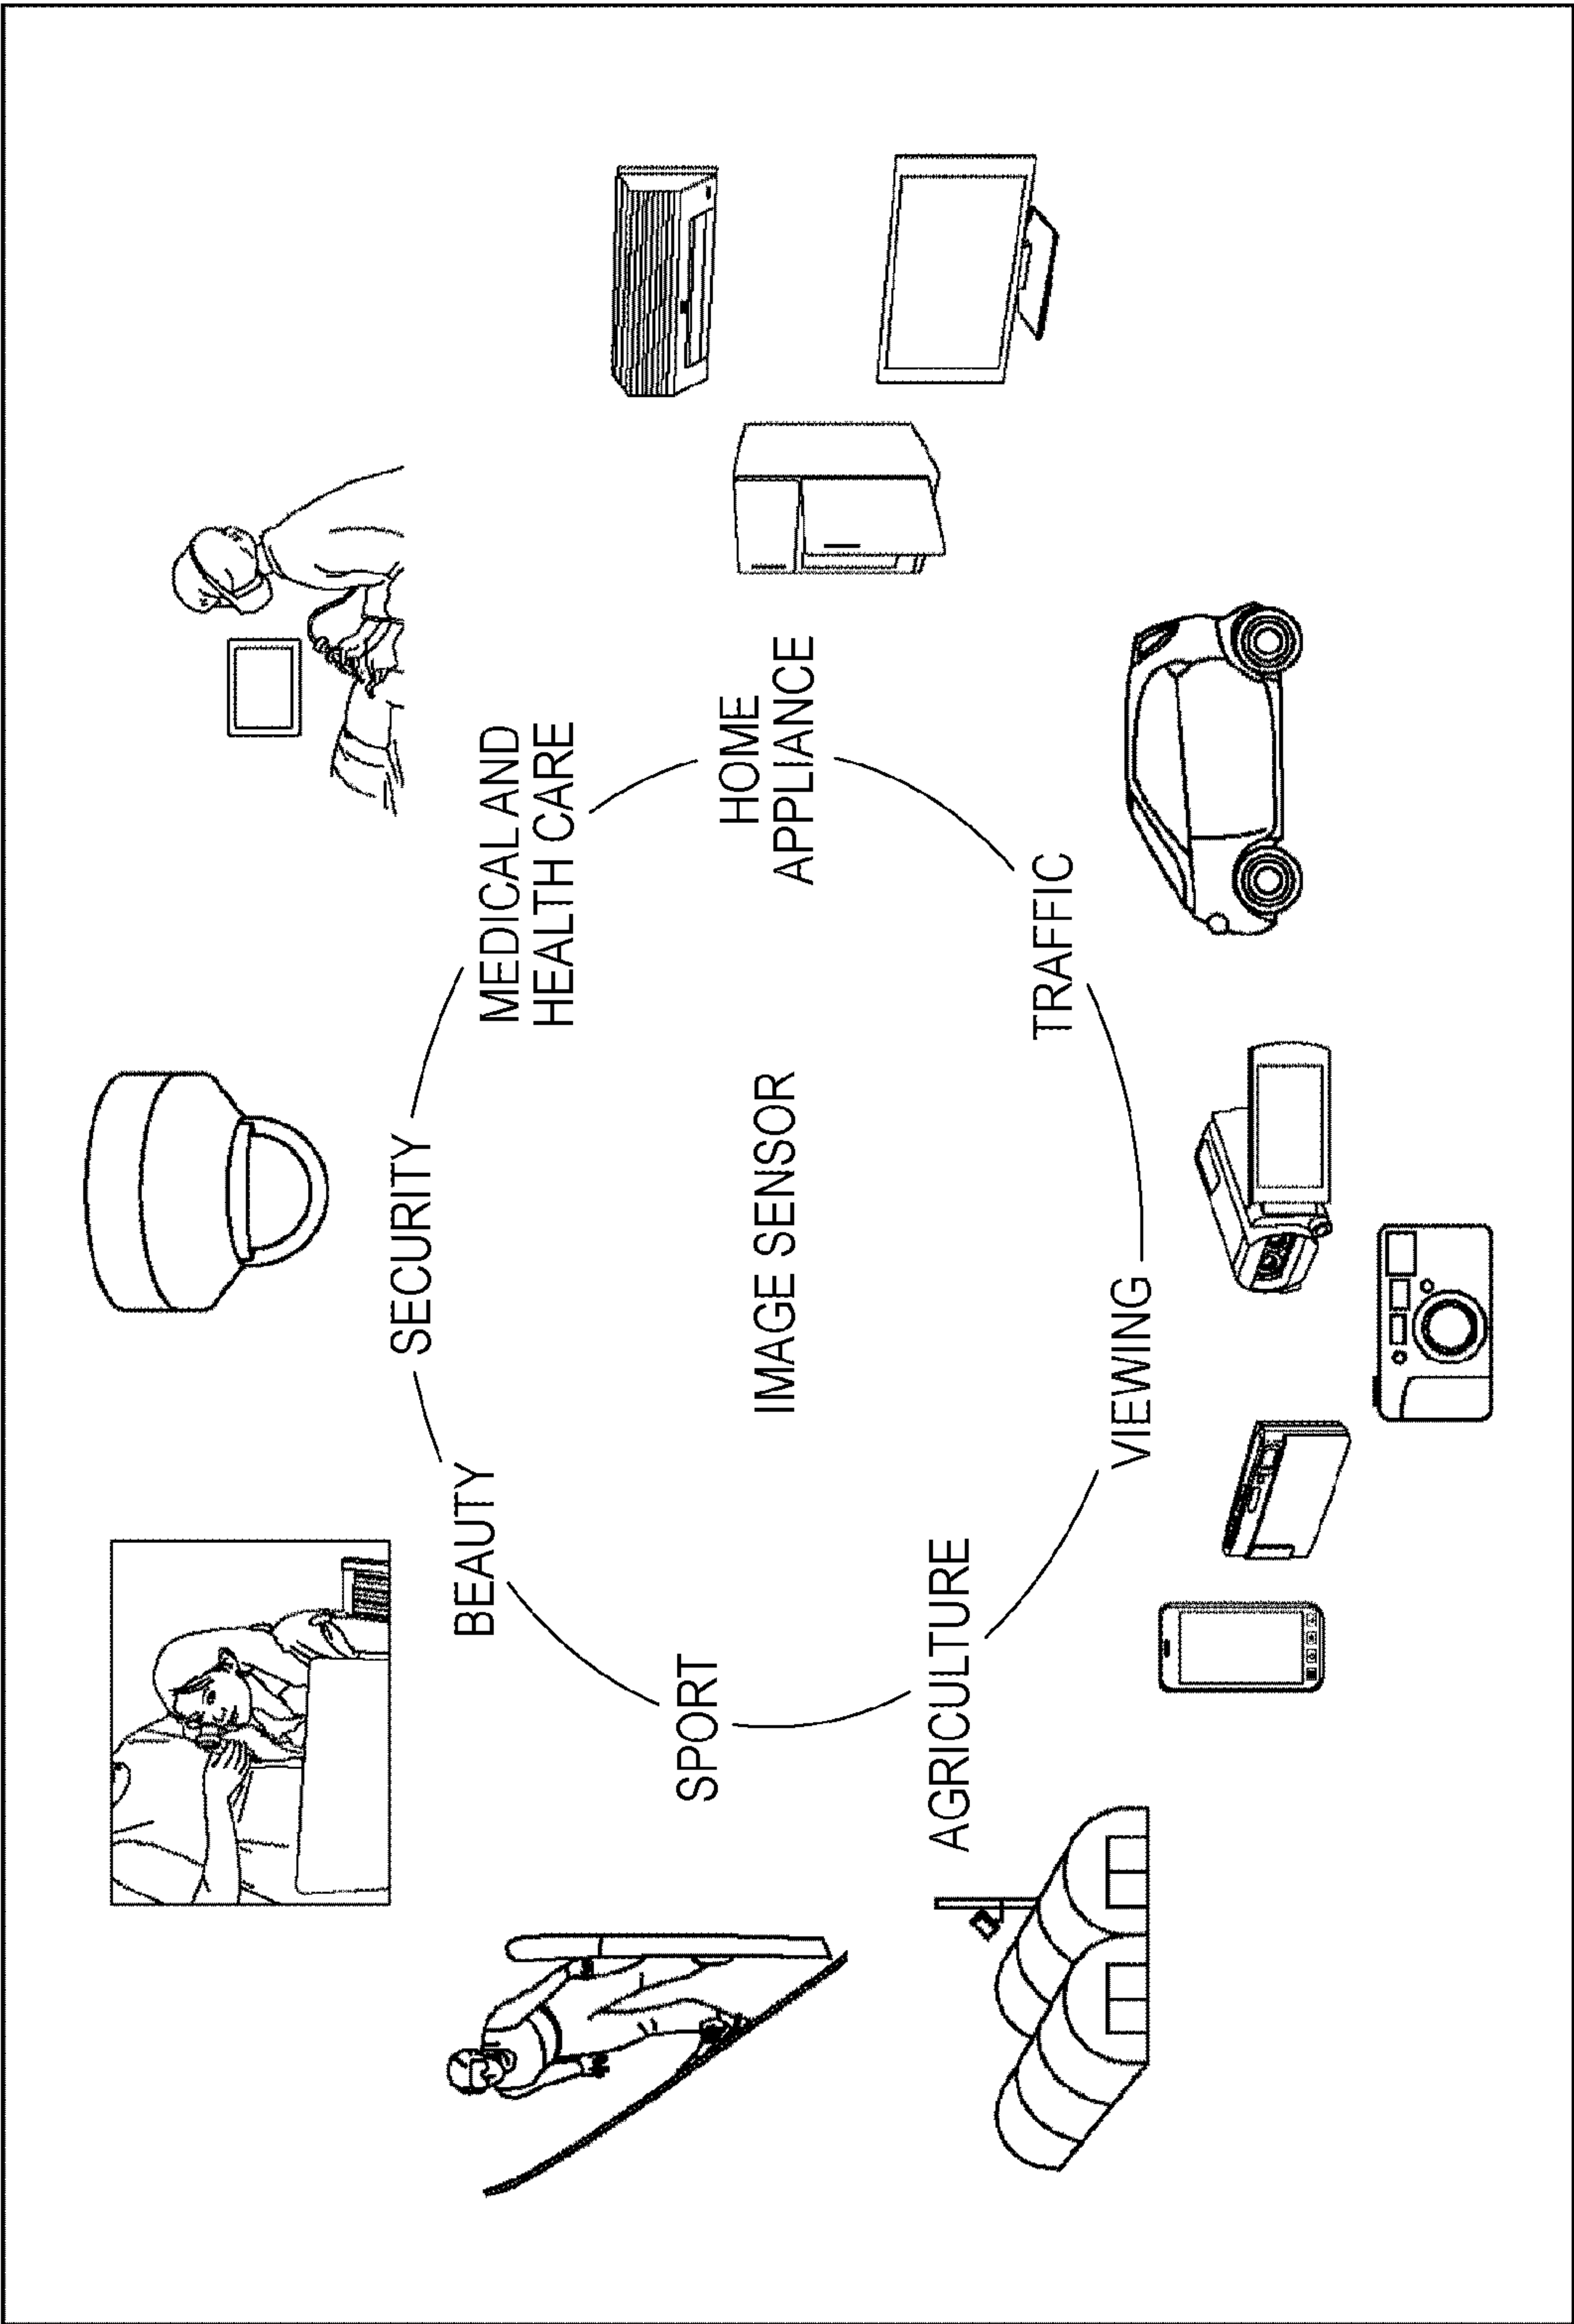 SECURITY
BEAUTY
MEDICAL AND
HEALTH CARE
SPORT
IMAGE SENSOR
HOME
APPLIANCE
AGRICULTURE
TRAFFIC
VIEWING